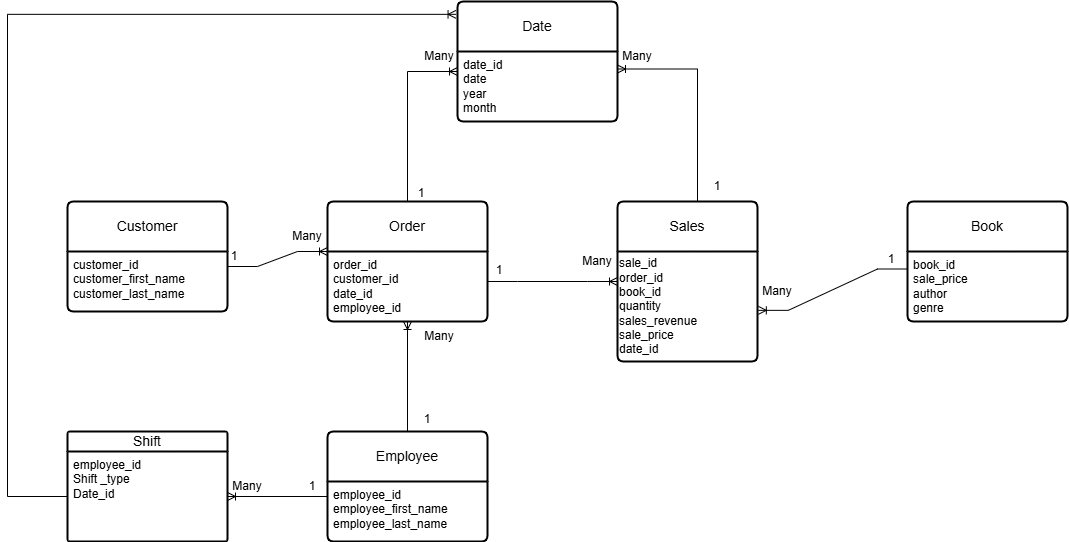 Date
Many
Many
date_id
date
year
month
1
1
Customer
Order
Sales
Book
Many
1
customer_id
customer_first_name
customer_last_name
order_id
customer_id
date_id
employee_id
1
Many
sale_id
order_id
book_id
quantity
sales_revenue
sale_price
date_id
Many
1
book_id
sale_price
author
genre
Many
1
Shift
employee_id
Shift _type
Date_id
Many
1
Employee
employee_id
employee_first_name
employee_last_name